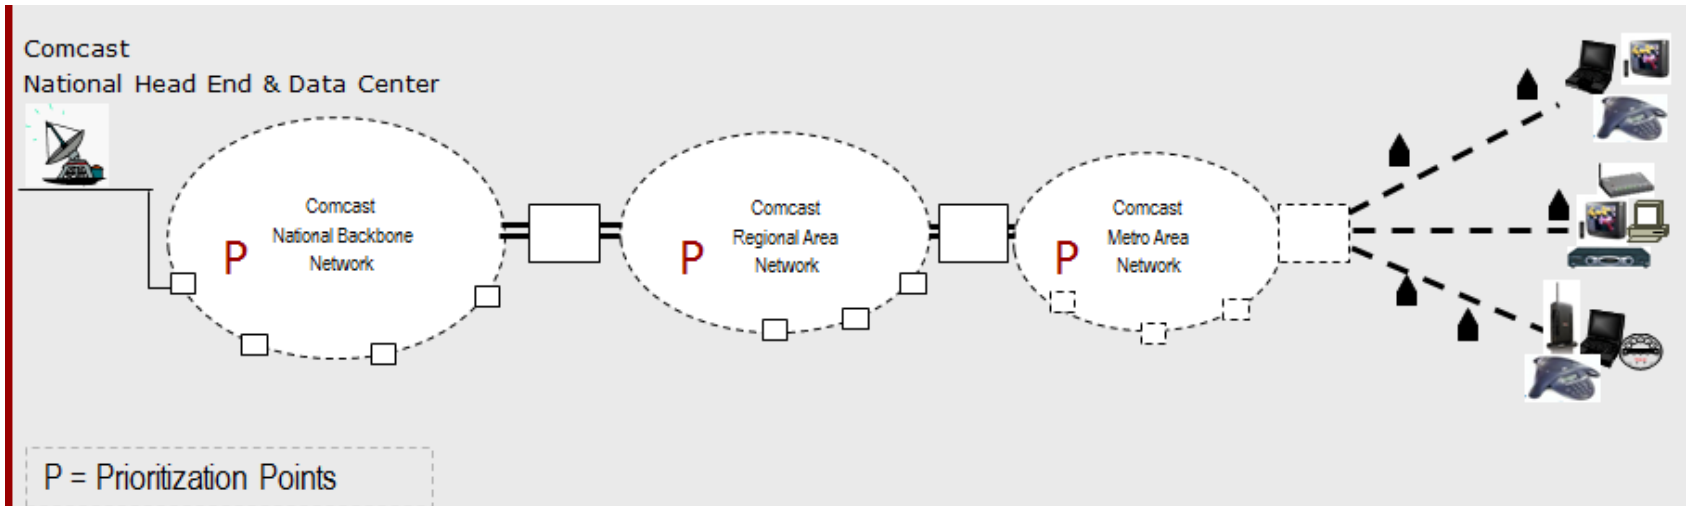 Comcast
National Head End & Data Center
Comcast
National Backbone
Network
P
Comcast
Regional Area
Network
P
Comcast
Metro Area
Network
P
P = Prioritization Points